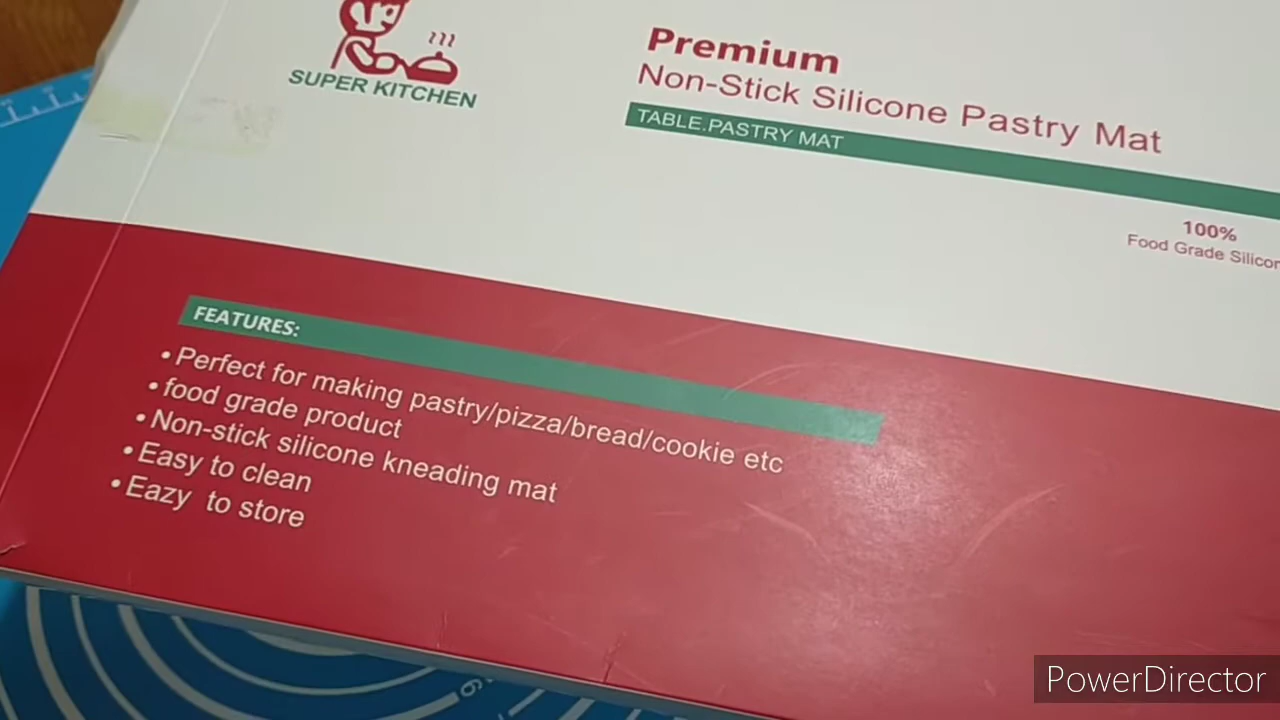 SUPER KITCHEN
Premium
Non-Stick Silicone Pastry Mat
TABLE.PASTRY MAT
100%
Food Grade
FEATURES:
• Perfect for making pastry/pizza/bread/cookie etc
• food grade product
• Non-stick silicone kneading mat
• Easy to clean
• Eazy to store
PowerDirector